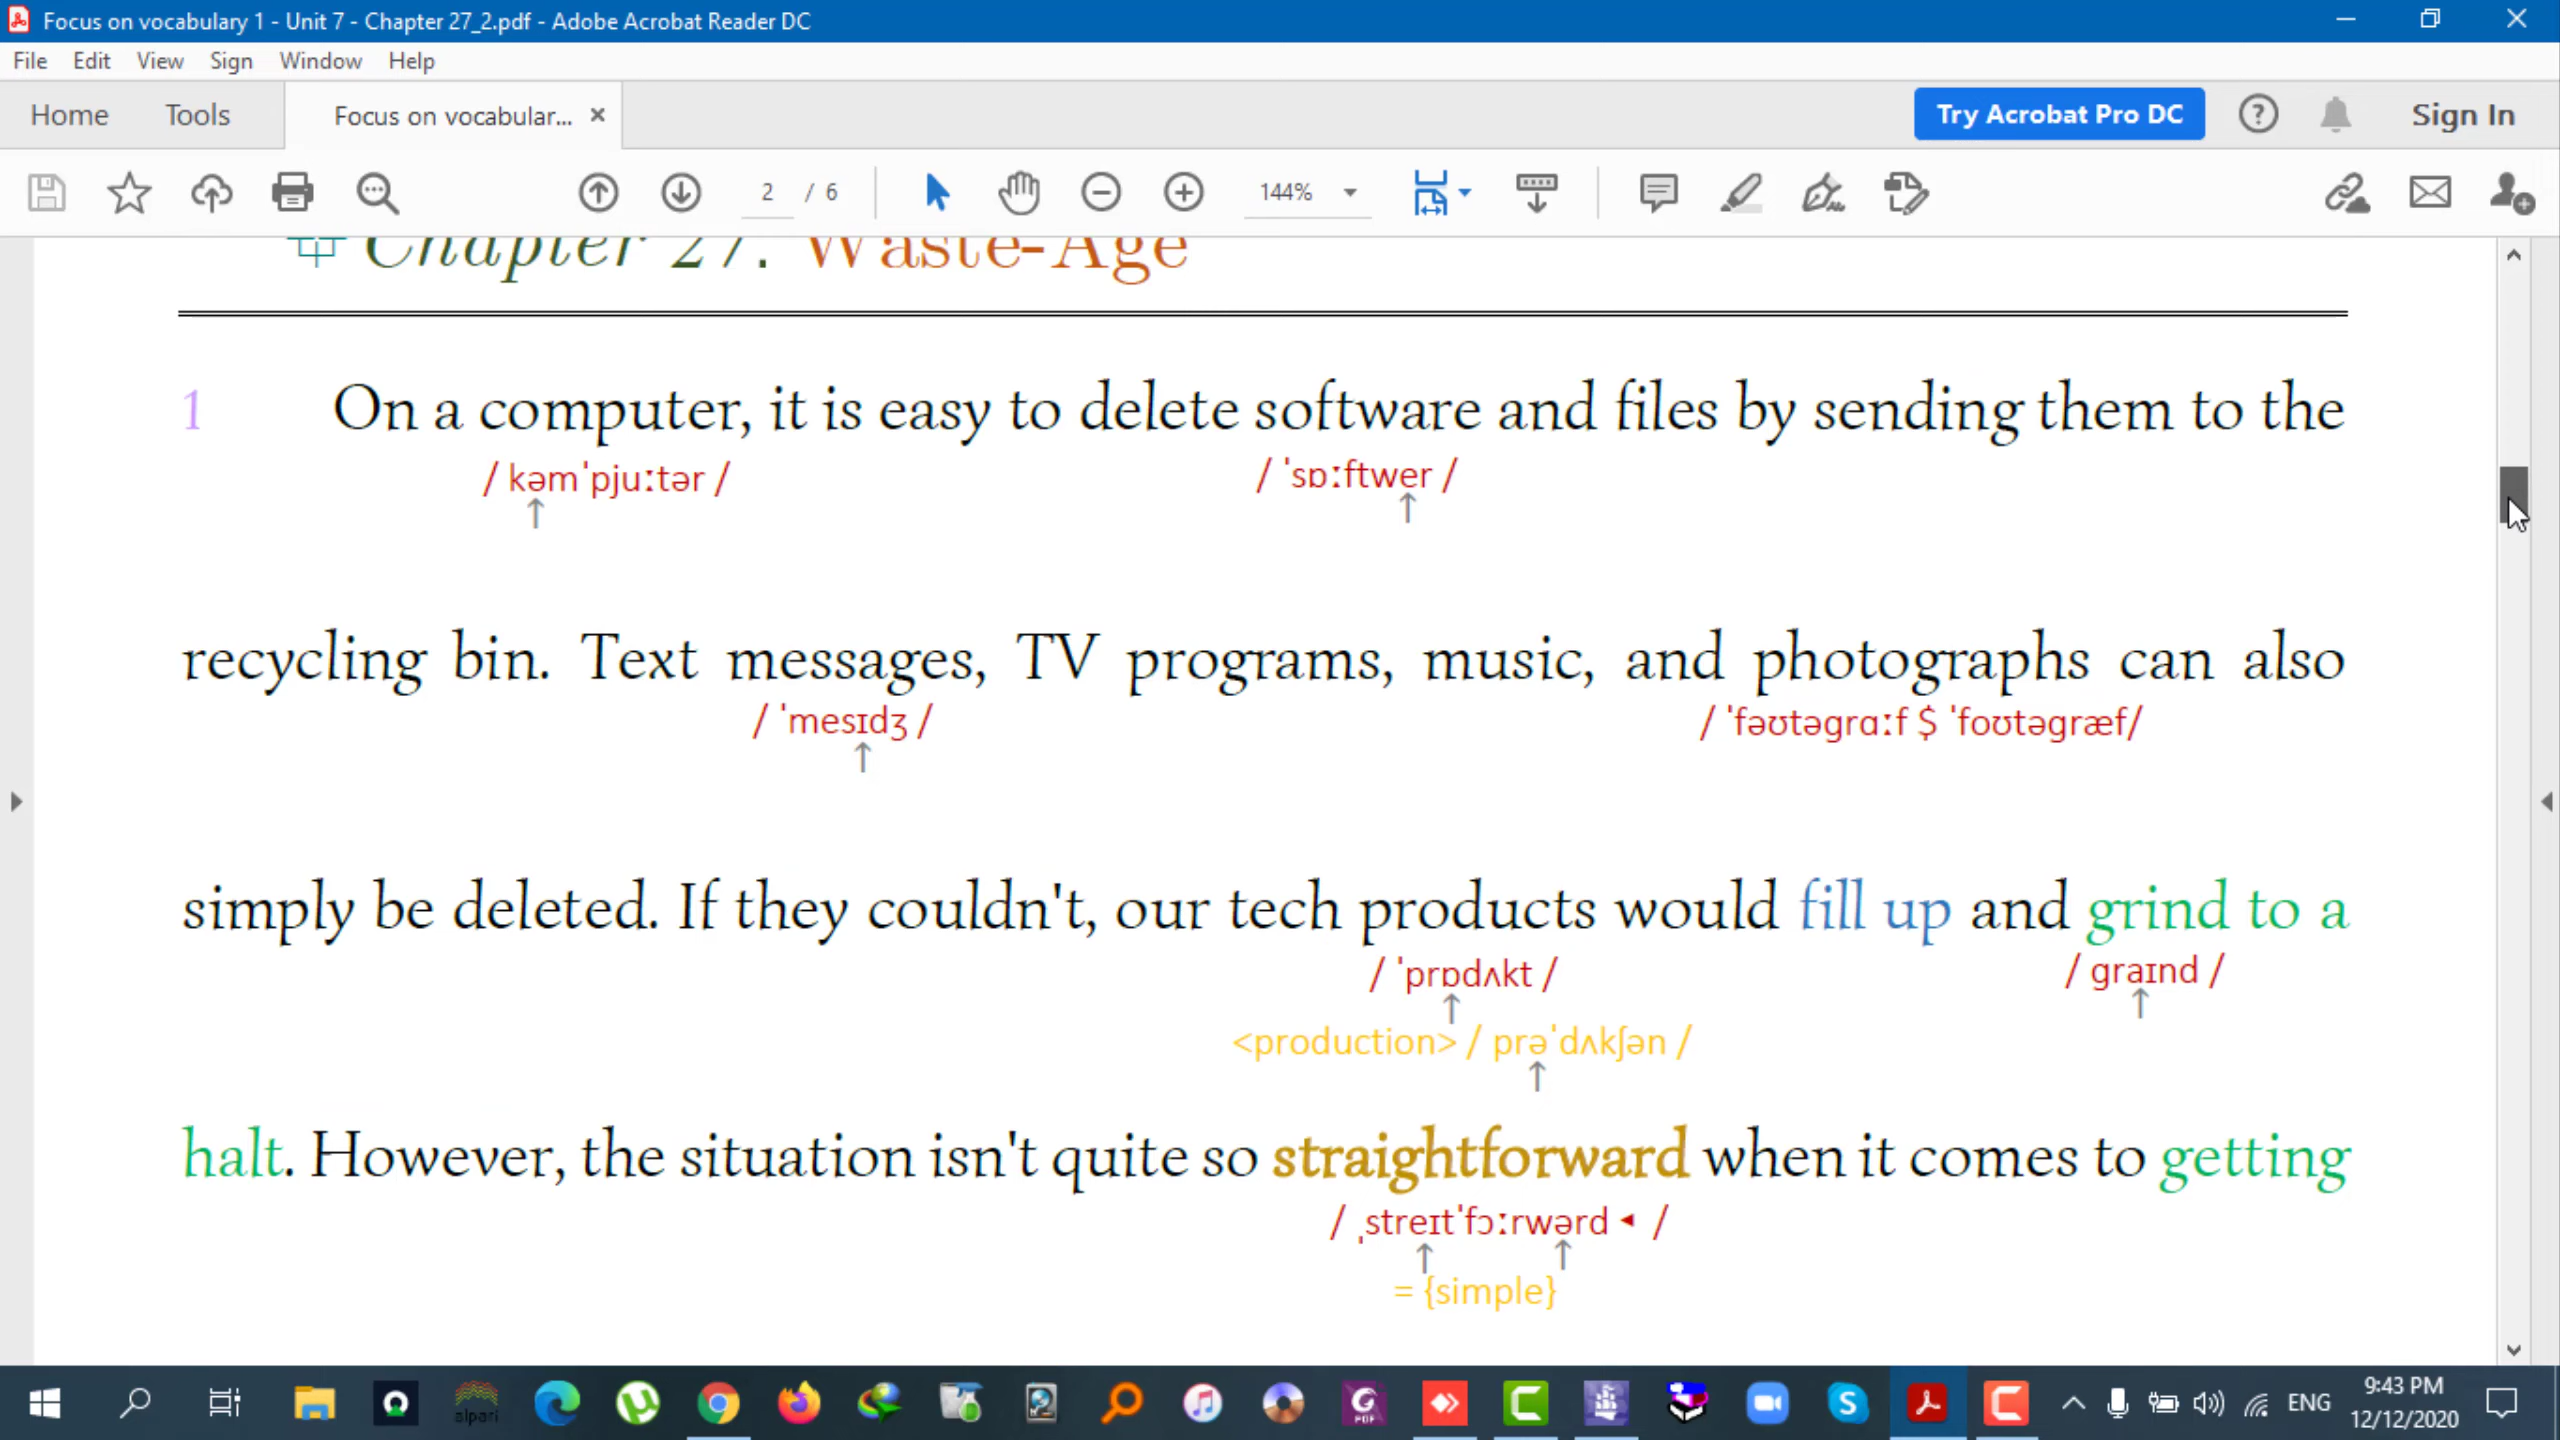 Focus on vocabulary 1 - Unit 7 - Chapter 27_2.pdf - Adobe Acrobat Reader DC
File Edit View Sign Window Help
Home Tools Focus on vocabular... × Try Acrobat Pro DC Sign In
2 / 6 144%
Chapter 27. Waste-Age
1 On a computer, it is easy to delete software and files by sending them to the
/ kəmˈpjuːtər / / ˈsɒːftwer /
↑ ↑
recycling bin. Text messages, TV programs, music, and photographs can also
/ ˈmesɪdʒ / / ˈfəʊtəgrɑːf $ ˈfoʊtəgræf/
↑
simply be deleted. If they couldn't, our tech products would fill up and grind to a
/ ˈprɒdʌkt / / graɪnd /
↑ ↑
<production> / prəˈdʌkʃən /
↑
halt. However, the situation isn't quite so straightforward when it comes to getting
/ ˌstreɪtˈfɔːrwərd ◂ /
↑ ↑
= {simple}
alpari
ENG
9:43 PM
12/12/2020